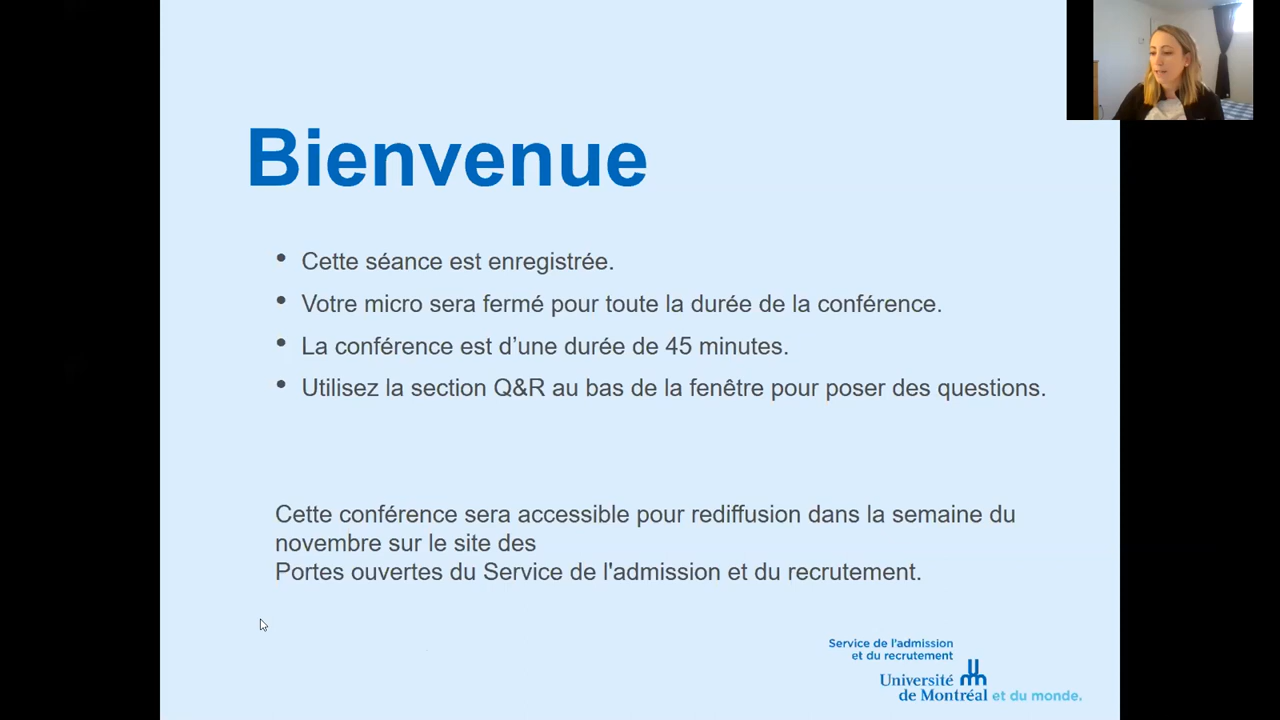 Bienvenue
• Cette séance est enregistrée.
• Votre micro sera fermé pour toute la durée de la conférence.
• La conférence est d’une durée de 45 minutes.
• Utilisez la section Q&R au bas de la fenêtre pour poser des questions.
Cette conférence sera accessible pour rediffusion dans la semaine du
novembre sur le site des
Portes ouvertes du Service de l'admission et du recrutement.
Service de l'admission
et du recrutement
Université
de Montréal et du monde.